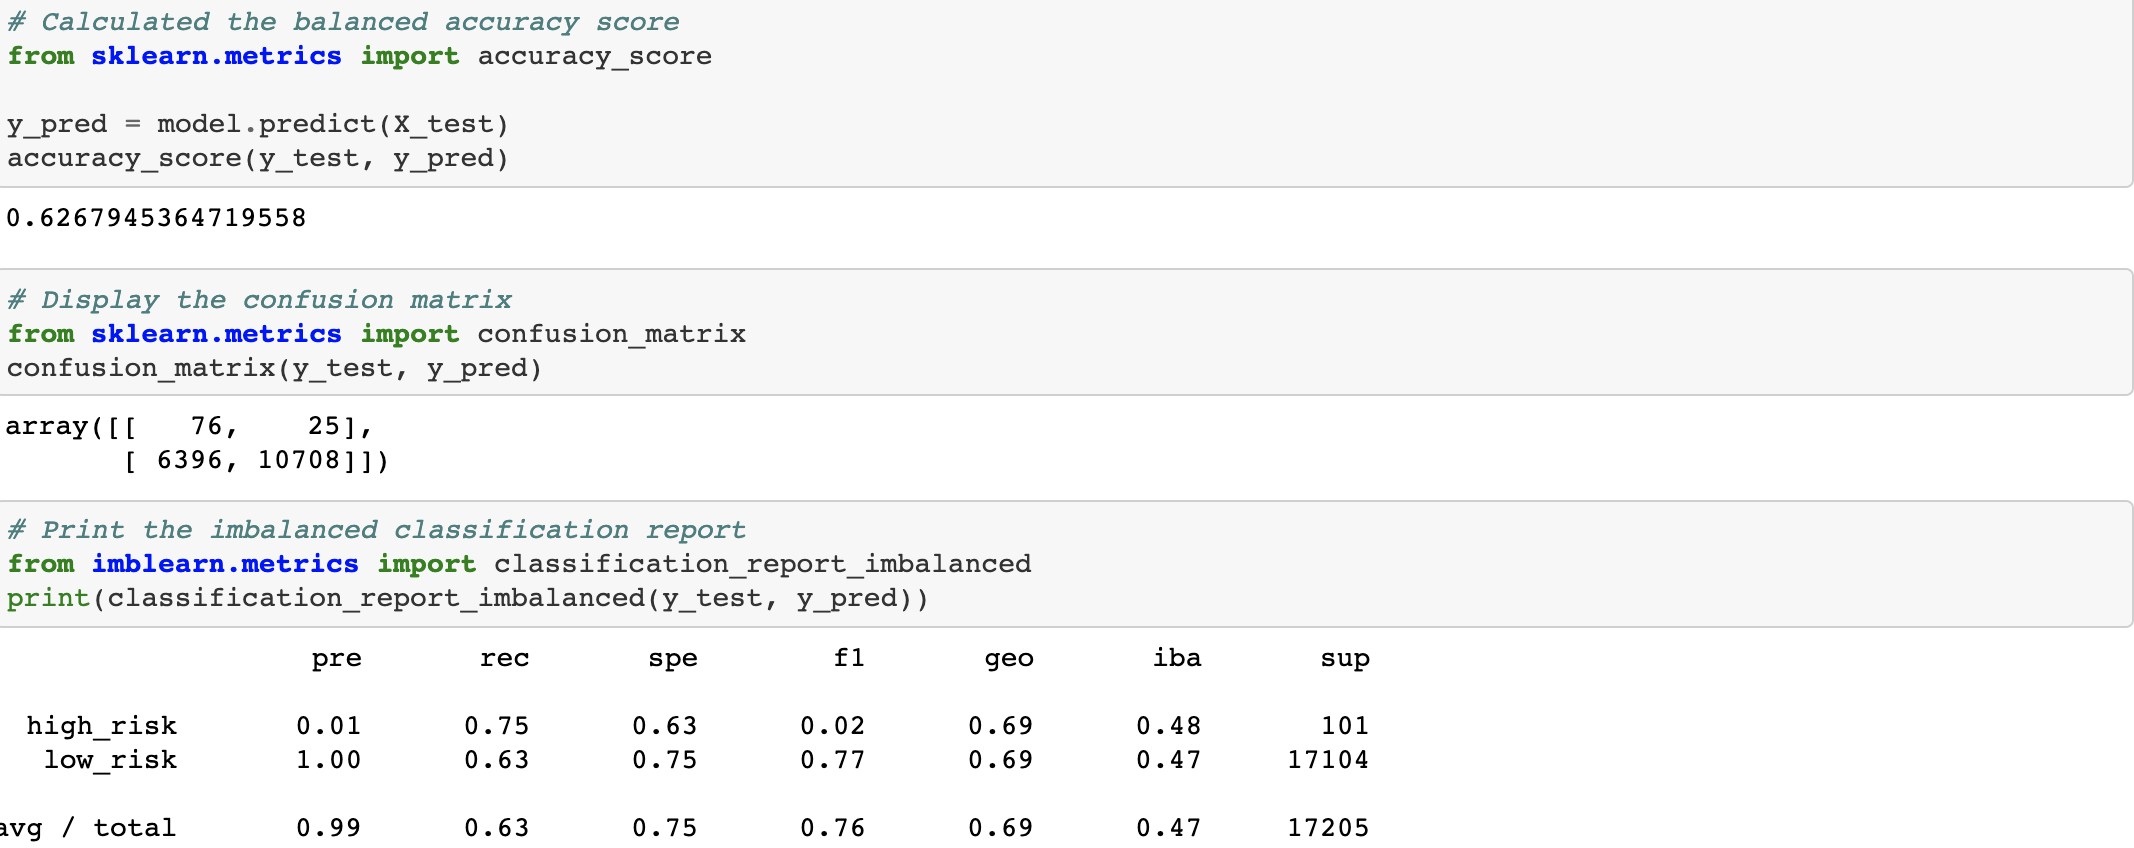 # Calculated the balanced accuracy score
from sklearn.metrics import accuracy_score
y_pred = model.predict(X_test)
accuracy_score(y_test, y_pred)
0.6267945364719558
# Display the confusion matrix
from sklearn.metrics import confusion_matrix
confusion_matrix(y_test, y_pred)
array([[   76,    25],
       [ 6396, 10708]])
# Print the imbalanced classification report
from imblearn.metrics import classification_report_imbalanced
print(classification_report_imbalanced(y_test, y_pred))
pre rec spe f1 geo iba sup
high_risk 0.01 0.75 0.63 0.02 0.69 0.48 101
low_risk 1.00 0.63 0.75 0.77 0.69 0.47 17104
avg / total 0.99 0.63 0.75 0.76 0.69 0.47 17205